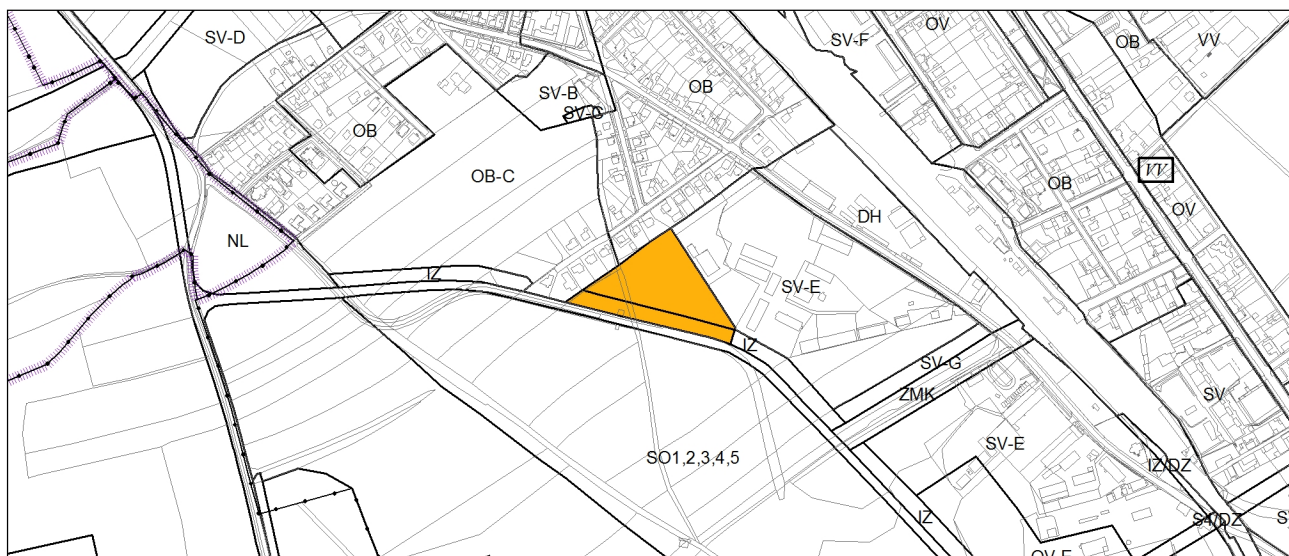 SV-D
SV-F
OV
OB
VV
SV-B
SV-C
OB
OB
OB-C
OB
VV
OV
DH
NL
IZ
SV-E
IZ
SV-G
ZMK
SV
SV-E
SO1,2,3,4,5
IZ/DZ
IZ
S4/DZ